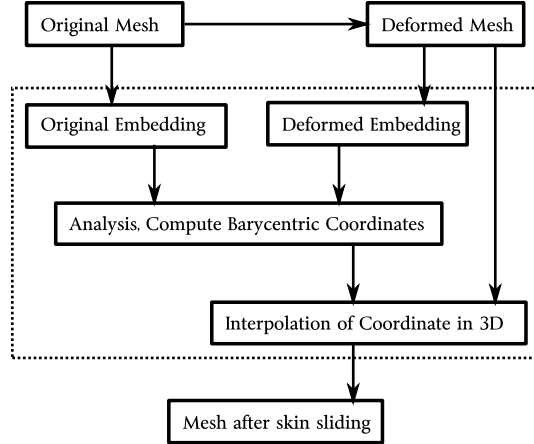 Original Mesh
Deformed Mesh
Original Embedding
Deformed Embedding
Analysis, Compute Barycentric Coordinates
Interpolation of Coordinate in 3D
Mesh after skin sliding